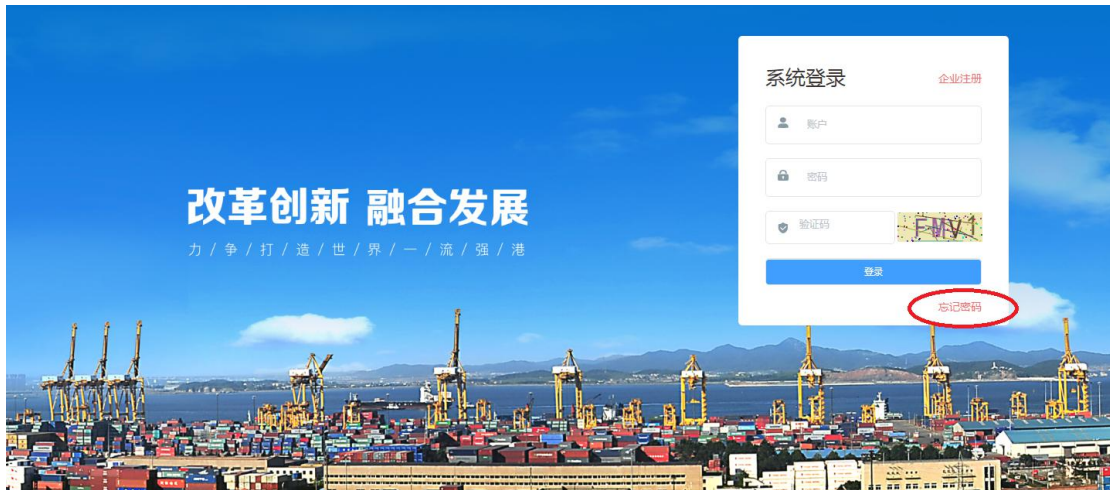 系统登录
企业注册
账户
密码
验证码
登录
忘记密码
改革创新 融合发展
力/争/打/造/世/界/一/流/强/港